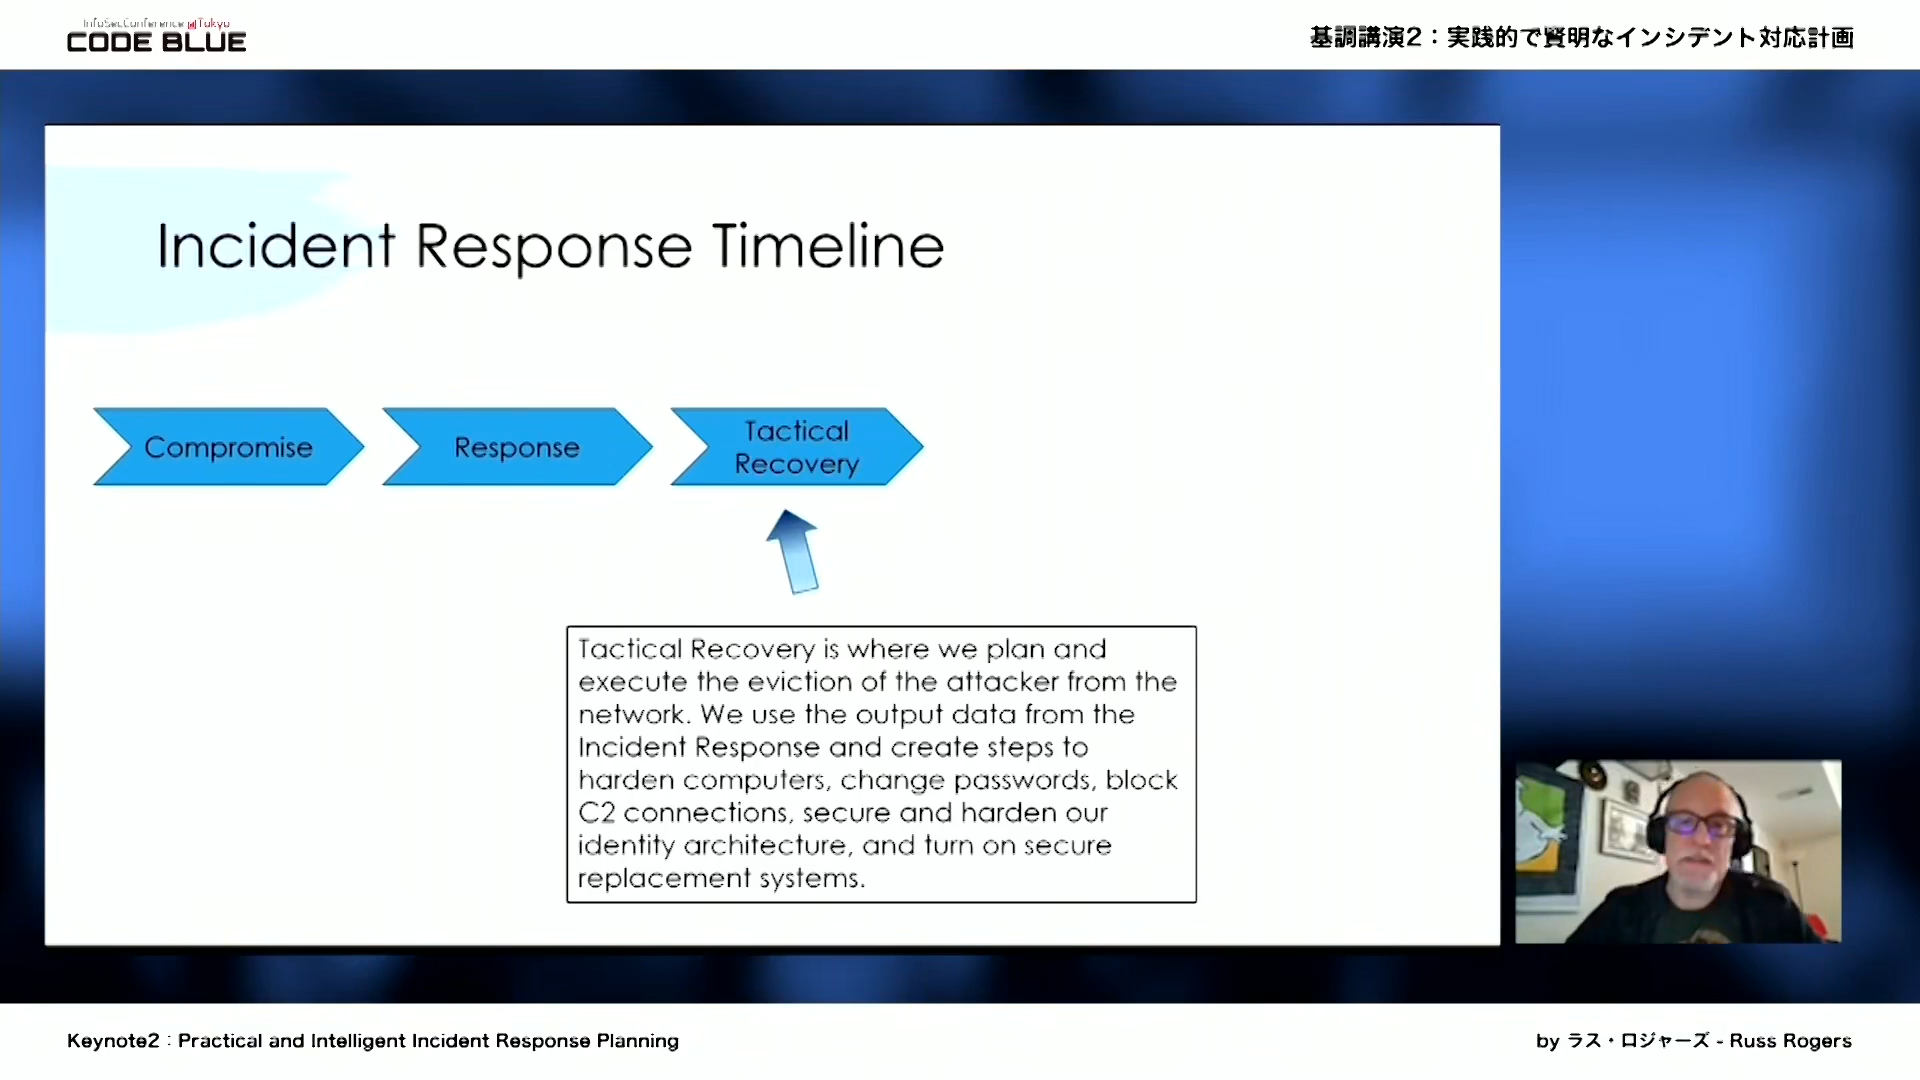 InfoSecConference@Tokyo
CODE BLUE
基調講演2：実践的で賢明なインシデント対応計画
Incident Response Timeline
Compromise
Response
Tactical
Recovery
Tactical Recovery is where we plan and
execute the eviction of the attacker from the
network. We use the output data from the
Incident Response and create steps to
harden computers, change passwords, block
C2 connections, secure and harden our
identity architecture, and turn on secure
replacement systems.
Keynote2 : Practical and Intelligent Incident Response Planning
by ラス・ロジャーズ - Russ Rogers